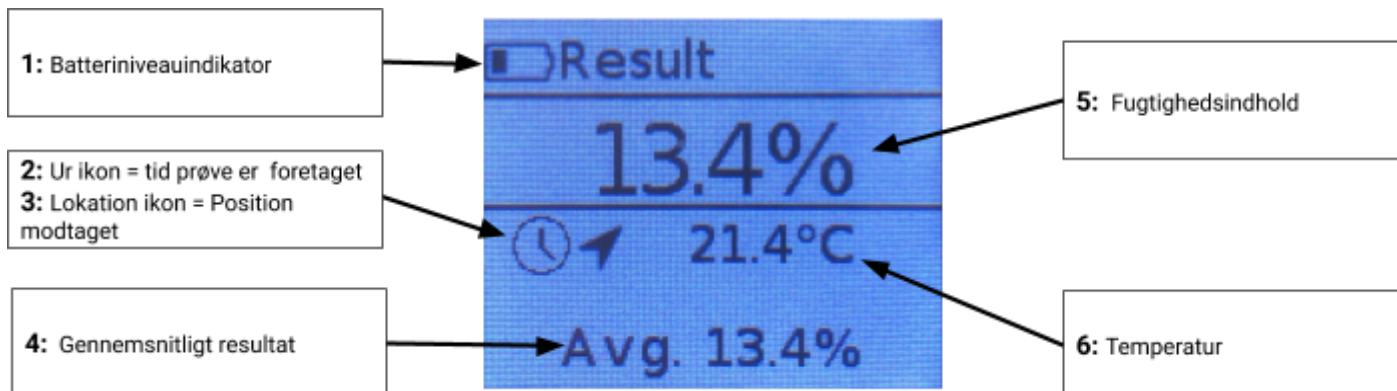 1: Batteriniveauindikator
2: Ur ikon = tid prøve er foretaget
3: Lokation ikon = Position
modtaget
4: Gennemsnitligt resultat
Result
13.4%
21.4°C
Avg. 13.4%
5: Fugtighedsindhold
6: Temperatur